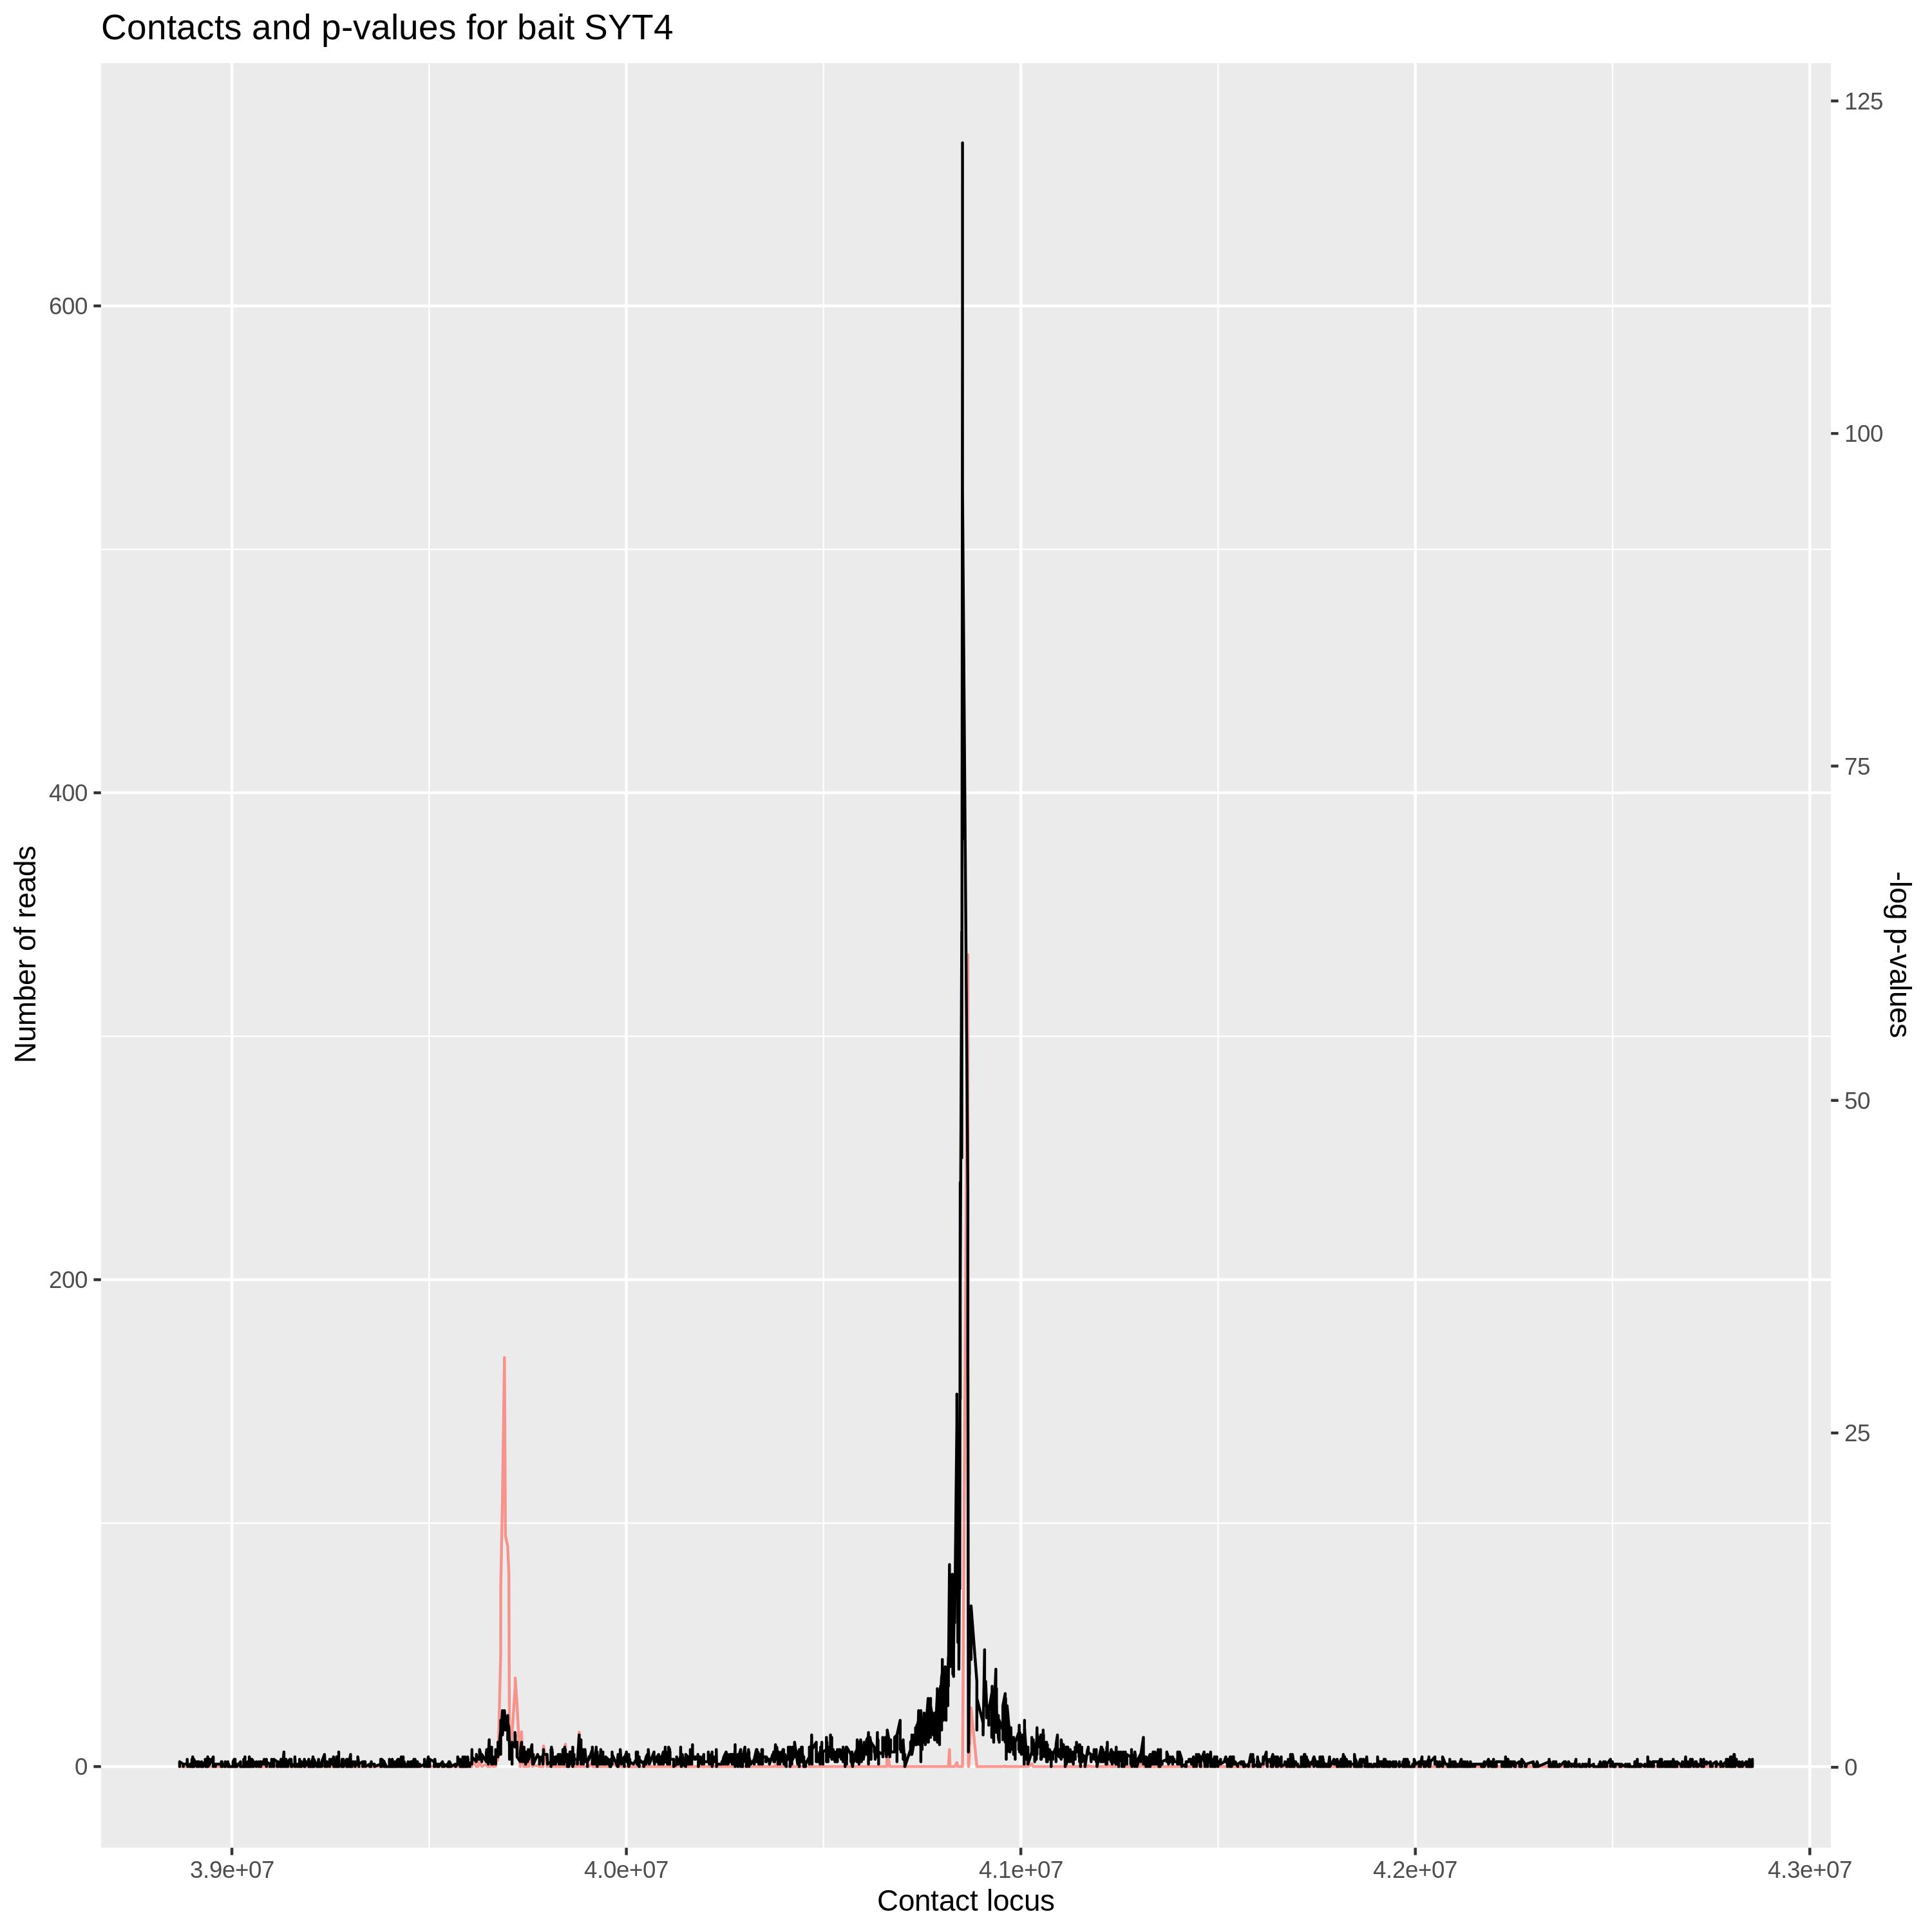 Contacts and p-values for bait SYT4
125
600
100
400
75
Number of reads
-log p-values
50
200
25
0
0
3.9e+07 4.0e+07 4.1e+07 4.2e+07 4.3e+07
Contact locus